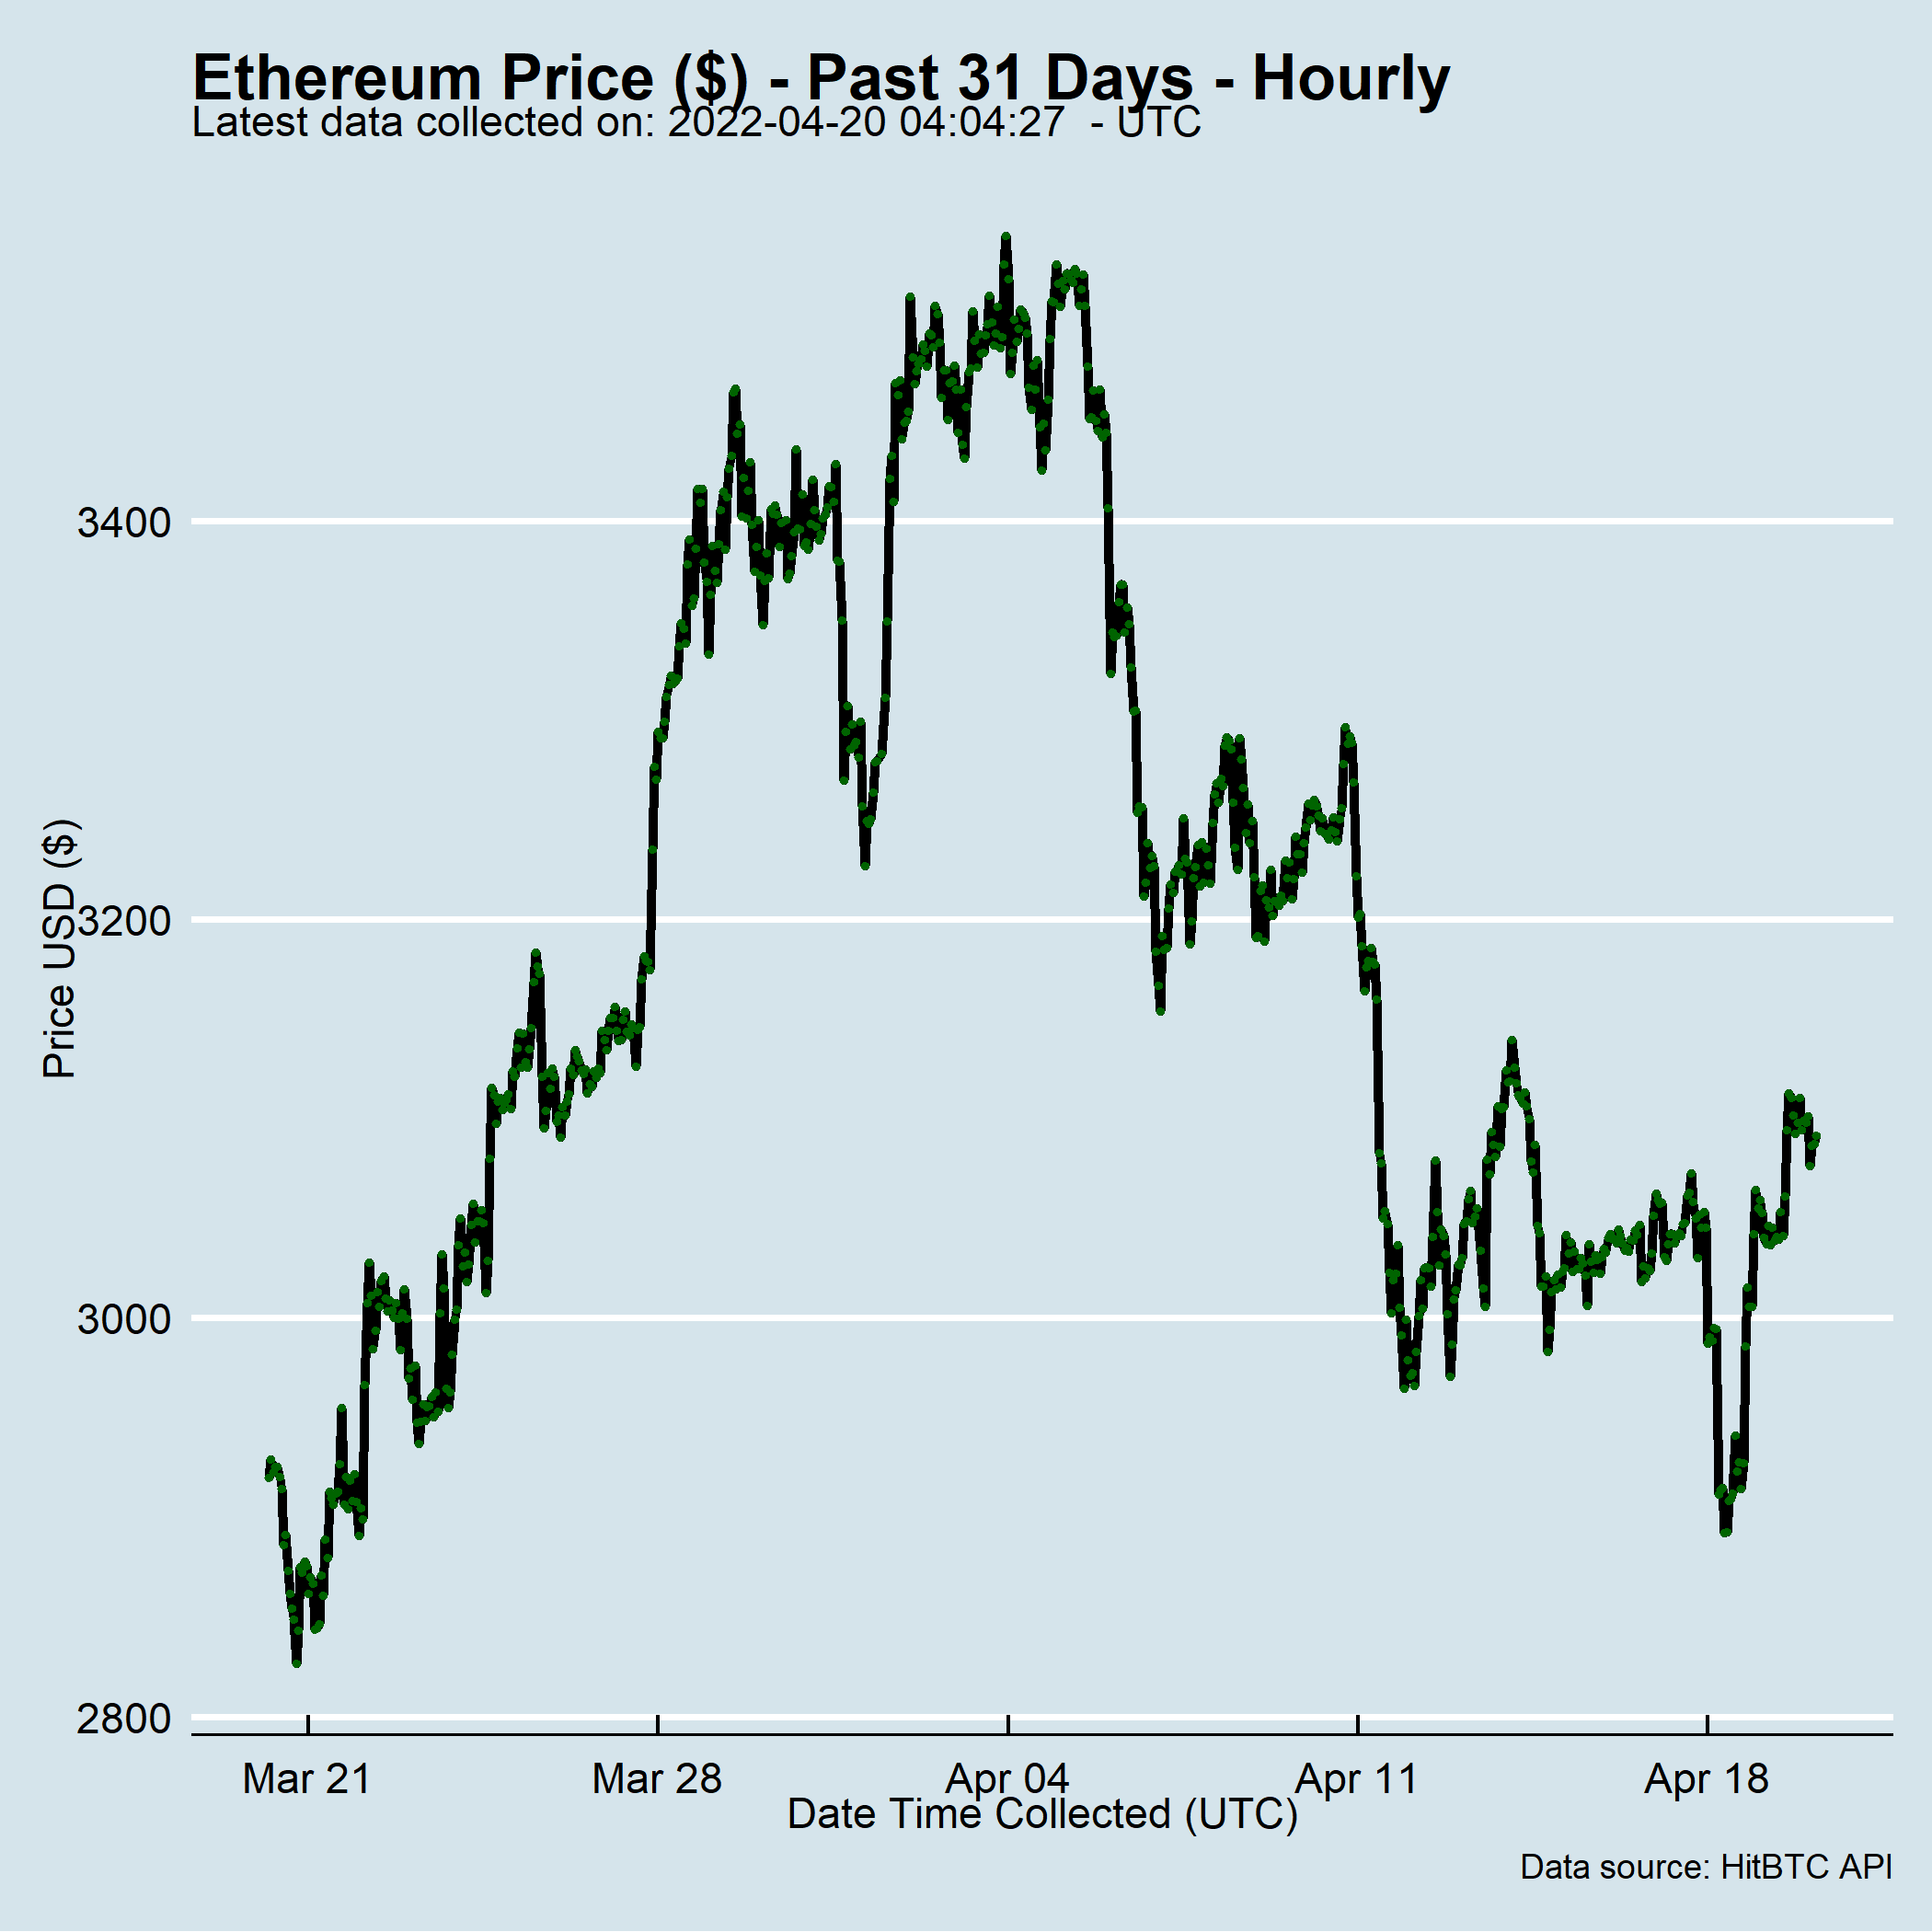 Ethereum Price ($) - Past 31 Days - Hourly
Latest data collected on: 2022-04-20 04:04:27  - UTC
Price USD ($)
3400
3200
3000
2800
Mar 21 Mar 28 Apr 04 Apr 11 Apr 18
Date Time Collected (UTC)
Data source: HitBTC API